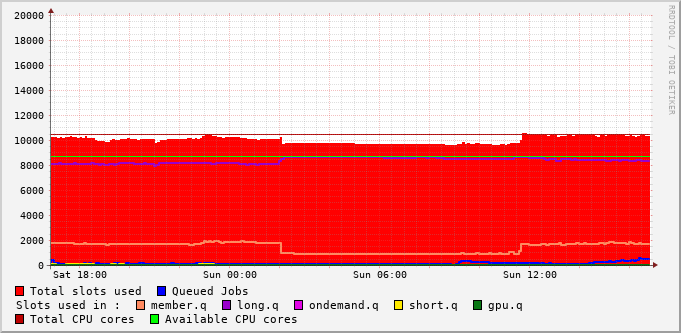 20000
18000
16000
14000
12000
10000
8000
6000
4000
2000
0
Sat 18:00 Sun 00:00 Sun 06:00 Sun 12:00
RRDTOOL / TOBI OETIKER
Total slots used Queued Jobs
Slots used in : member.q long.q ondemand.q short.q gpu.q
Total CPU cores Available CPU cores